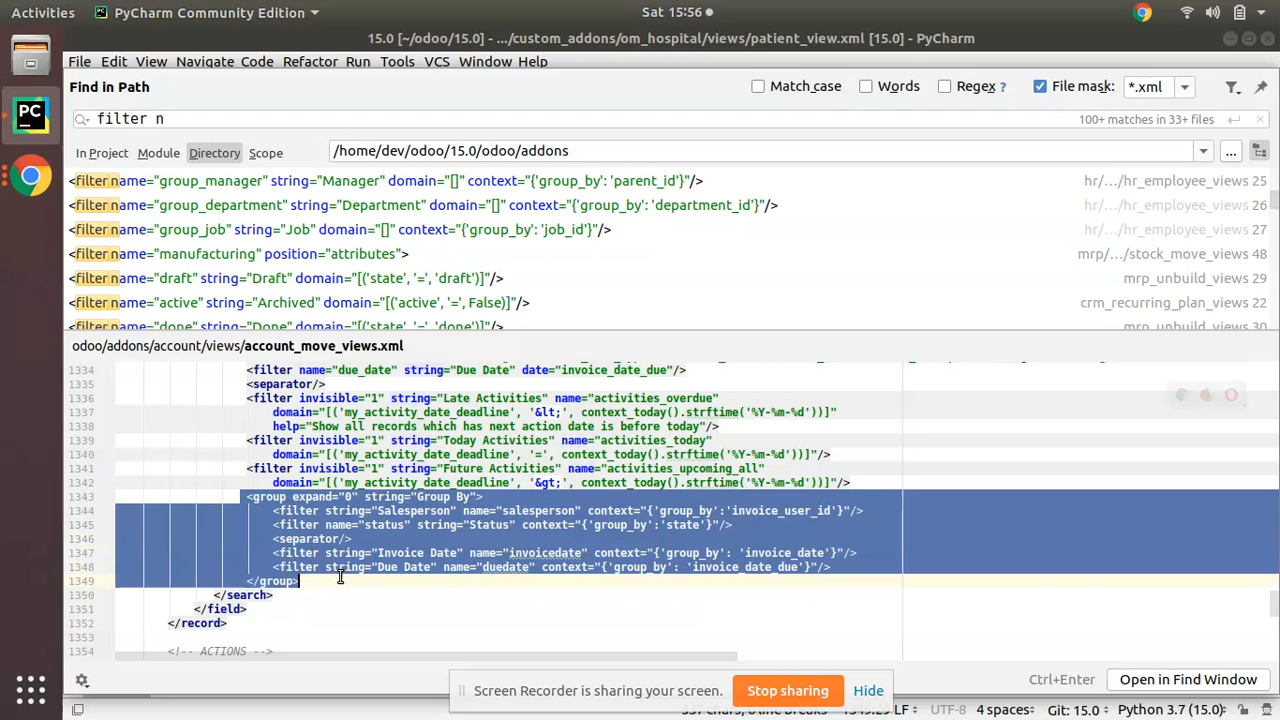 Activities
PyCharm Community Edition
Sat 15:56
15.0 [~/odoo/15.0] - .../custom_addons/om_hospital/views/patient_view.xml [15.0] - PyCharm
File Edit View Navigate Code Refactor Run Tools VCS Window Help
Find in Path
Match case
Words
Regex ?
File mask:
*.xml
filter n
100+ matches in 33+ files
In Project Module Directory Scope
/home/dev/odoo/15.0/odoo/addons
...
<filter name="group_manager" string="Manager" domain="[]" context="{'group_by': 'parent_id'}"/> hr/.../hr_employee_views 25
<filter name="group_department" string="Department" domain="[]" context="{'group_by': 'department_id'}"/> hr/.../hr_employee_views 26
<filter name="group_job" string="Job" domain="[]" context="{'group_by': 'job_id'}"/> hr/.../hr_employee_views 27
<filter name="manufacturing" position="attributes"> mrp/.../stock_move_views 48
<filter name="draft" string="Draft" domain="[('state', '=', 'draft')]"/> mrp_unbuild_views 29
<filter name="active" string="Archived" domain="[('active', '=', False)]"/> crm_recurring_plan_views 22
<filter name="done" string="Done" domain="[('state', '=', 'done')]"/> mrp_unbuild_views 30
odoo/addons/account/views/account_move_views.xml
1334 <filter name="due_date" string="Due Date" date="invoice_date_due"/>
1335 <separator/>
1336 <filter invisible="1" string="Late Activities" name="activities_overdue"
1337 domain="[('my_activity_date_deadline', '&lt;', context_today().strftime('%Y-%m-%d'))]"
1338 help="Show all records which has next action date is before today"/>
1339 <filter invisible="1" string="Today Activities" name="activities_today"
1340 domain="[('my_activity_date_deadline', '=', context_today().strftime('%Y-%m-%d'))]"/>
1341 <filter invisible="1" string="Future Activities" name="activities_upcoming_all"
1342 domain="[('my_activity_date_deadline', '&gt;', context_today().strftime('%Y-%m-%d'))]"/>
1343 <group expand="0" string="Group By">
1344 <filter string="Salesperson" name="salesperson" context="{'group_by':'invoice_user_id'}"/>
1345 <filter name="status" string="Status" context="{'group_by':'state'}"/>
1346 <separator/>
1347 <filter string="Invoice Date" name="invoicedate" context="{'group_by': 'invoice_date'}"/>
1348 <filter string="Due Date" name="duedate" context="{'group_by': 'invoice_date_due'}"/>
1349 </group>
1350 </search>
1351 </field>
1352 </record>
1353
1354 <!-- ACTIONS -->
Ctrl+Enter
Open in Find Window
Screen Recorder is sharing your screen.
Stop sharing
Hide
LF UTF-8 4 spaces Git: 15.0 Python 3.7 (15.0)